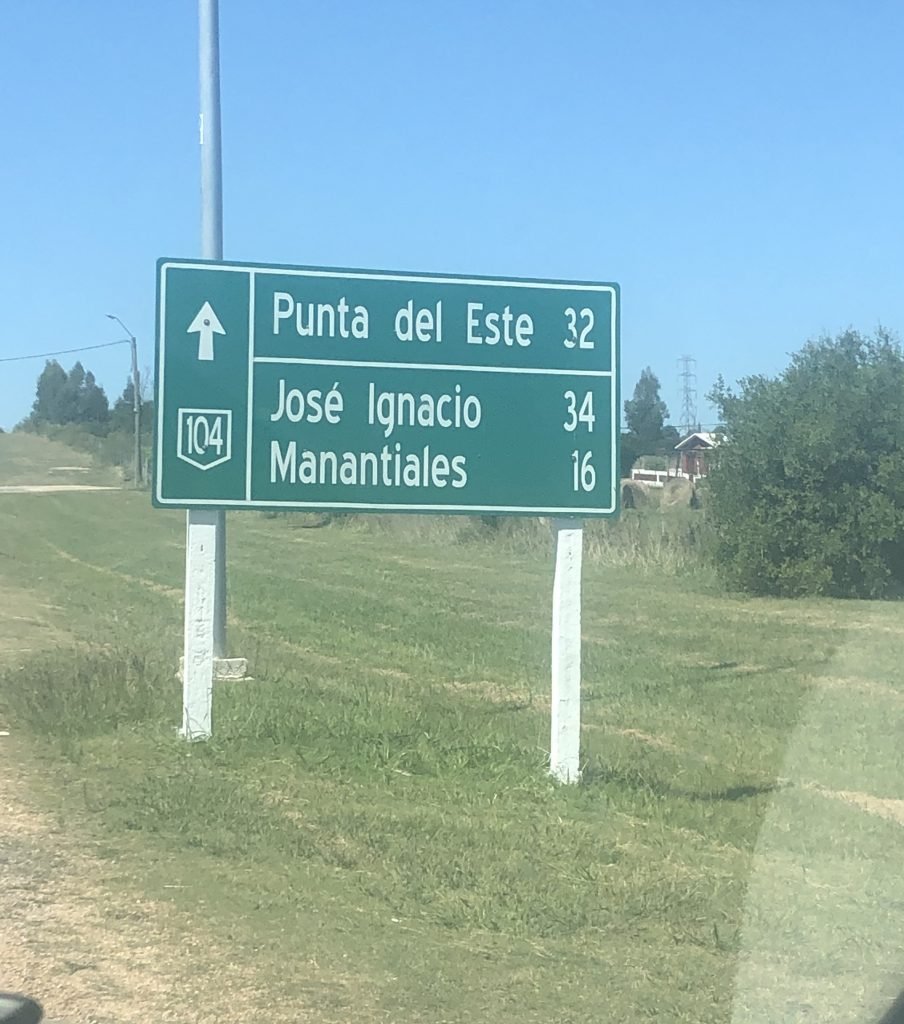 Punta del Este 32
104
José Ignacio 34
Manantiales 16